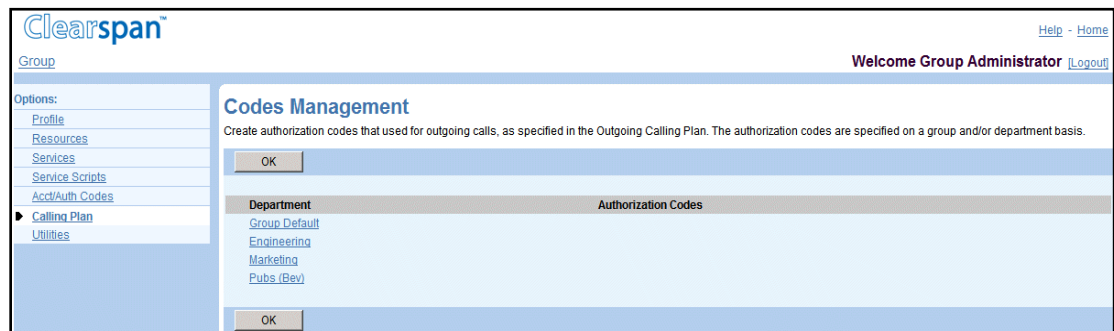 Clearspan™
Help - Home
Group
Welcome Group Administrator [Logout]
Options:
Profile
Resources
Services
Service Scripts
Acct/Auth Codes
Calling Plan
Utilities
Codes Management
Create authorization codes that used for outgoing calls, as specified in the Outgoing Calling Plan. The authorization codes are specified on a group and/or department basis.
OK
Department Authorization Codes
Group Default
Engineering
Marketing
Pubs (Bev)
OK